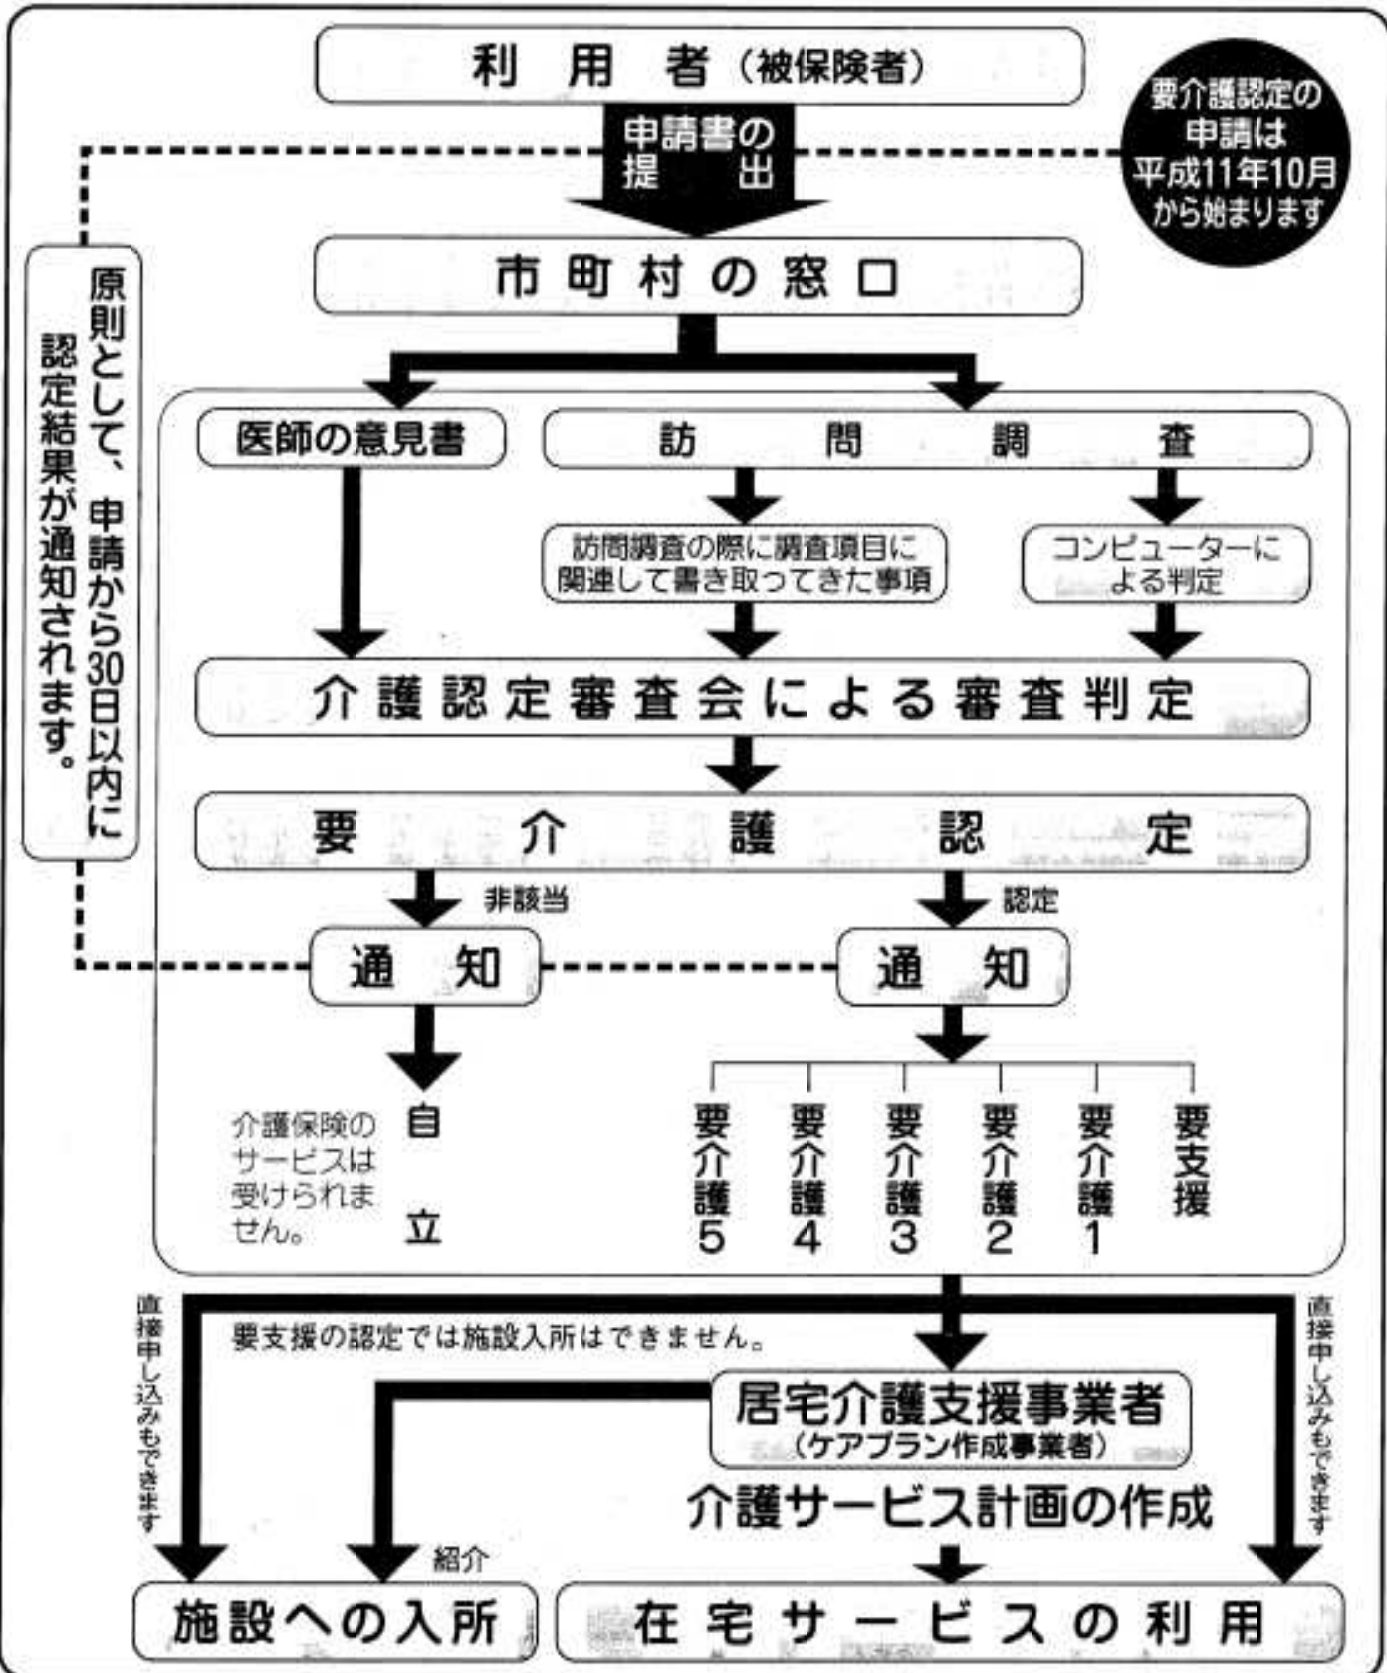 利用者（被保険者）
申請書の
提出
要介護認定の
申請は
平成11年10月
から始まります
市町村の窓口
原則として、申請から30日以内に
認定結果が通知されます。
医師の意見書
訪問調査
訪問調査の際に調査項目に
関連して書き取ってきた事項
コンピューターに
よる判定
介護認定審査会による審査判定
要介護認定
非該当
認定
通知
通知
介護保険の
サービスは
受けられま
せん。
自立
要介護5
要介護4
要介護3
要介護2
要介護1
要支援
直接申し込みもできます
要支援の認定では施設入所はできません。
直接申し込みもできます
居宅介護支援事業者
（ケアプラン作成事業者）
介護サービス計画の作成
紹介
施設への入所
在宅サービスの利用